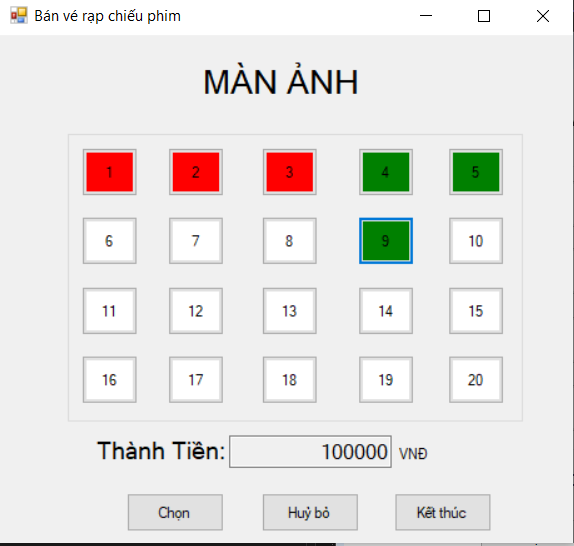 Bán vé rạp chiếu phim
MÀN ẢNH
1 2 3 4 5
6 7 8 9 10
11 12 13 14 15
16 17 18 19 20
Thành Tiền: 100000 VNĐ
Chọn Huỷ bỏ Kết thúc